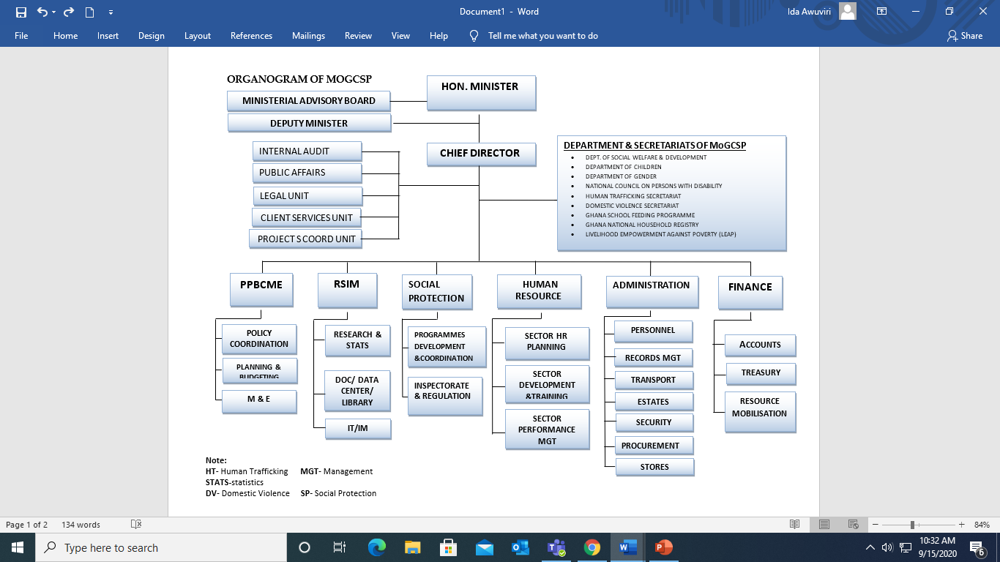 Document1 - Word
Ida Awuviri
File Home Insert Design Layout References Mailings Review View Help Tell me what you want to do Share
ORGANOGRAM OF MOGCSP
HON. MINISTER
MINISTERIAL ADVISORY BOARD
DEPUTY MINISTER
CHIEF DIRECTOR
INTERNAL AUDIT
PUBLIC AFFAIRS
LEGAL UNIT
CLIENT SERVICES UNIT
PROJECT S COORD UNIT
DEPARTMENT & SECRETARIATS OF MoGCSP
• DEPT. OF SOCIAL WELFARE & DEVELOPMENT
• DEPARTMENT OF CHILDREN
• DEPARTMENT OF GENDER
• NATIONAL COUNCIL ON PERSONS WITH DISABILITY
• HUMAN TRAFFICKING SECRETARIAT
• DOMESTIC VIOLENCE SECRETARIAT
• GHANA SCHOOL FEEDING PROGRAMME
• GHANA NATIONAL HOUSEHOLD REGISTRY
• LIVELIHOOD EMPOWERMENT AGAINST POVERTY (LEAP)
PPBCME
POLICY
COORDINATION
PLANNING &
BUDGETING
M & E
RSIM
RESEARCH &
STATS
DOC/ DATA
CENTER/
LIBRARY
IT/IM
SOCIAL
PROTECTION
PROGRAMMES
DEVELOPMENT
&COORDINATION
INSPECTORATE
& REGULATION
HUMAN
RESOURCE
SECTOR HR
PLANNING
SECTOR
DEVELOPMENT
&TRAINING
SECTOR
PERFORMANCE
MGT
ADMINISTRATION
PERSONNEL
RECORDS MGT
TRANSPORT
ESTATES
SECURITY
PROCUREMENT
STORES
FINANCE
ACCOUNTS
TREASURY
RESOURCE
MOBILISATION
Note:
HT- Human Trafficking MGT- Management
STATS-statistics
DV- Domestic Violence SP- Social Protection
Page 1 of 2 134 words 84%
Type here to search
10:32 AM
9/15/2020
6